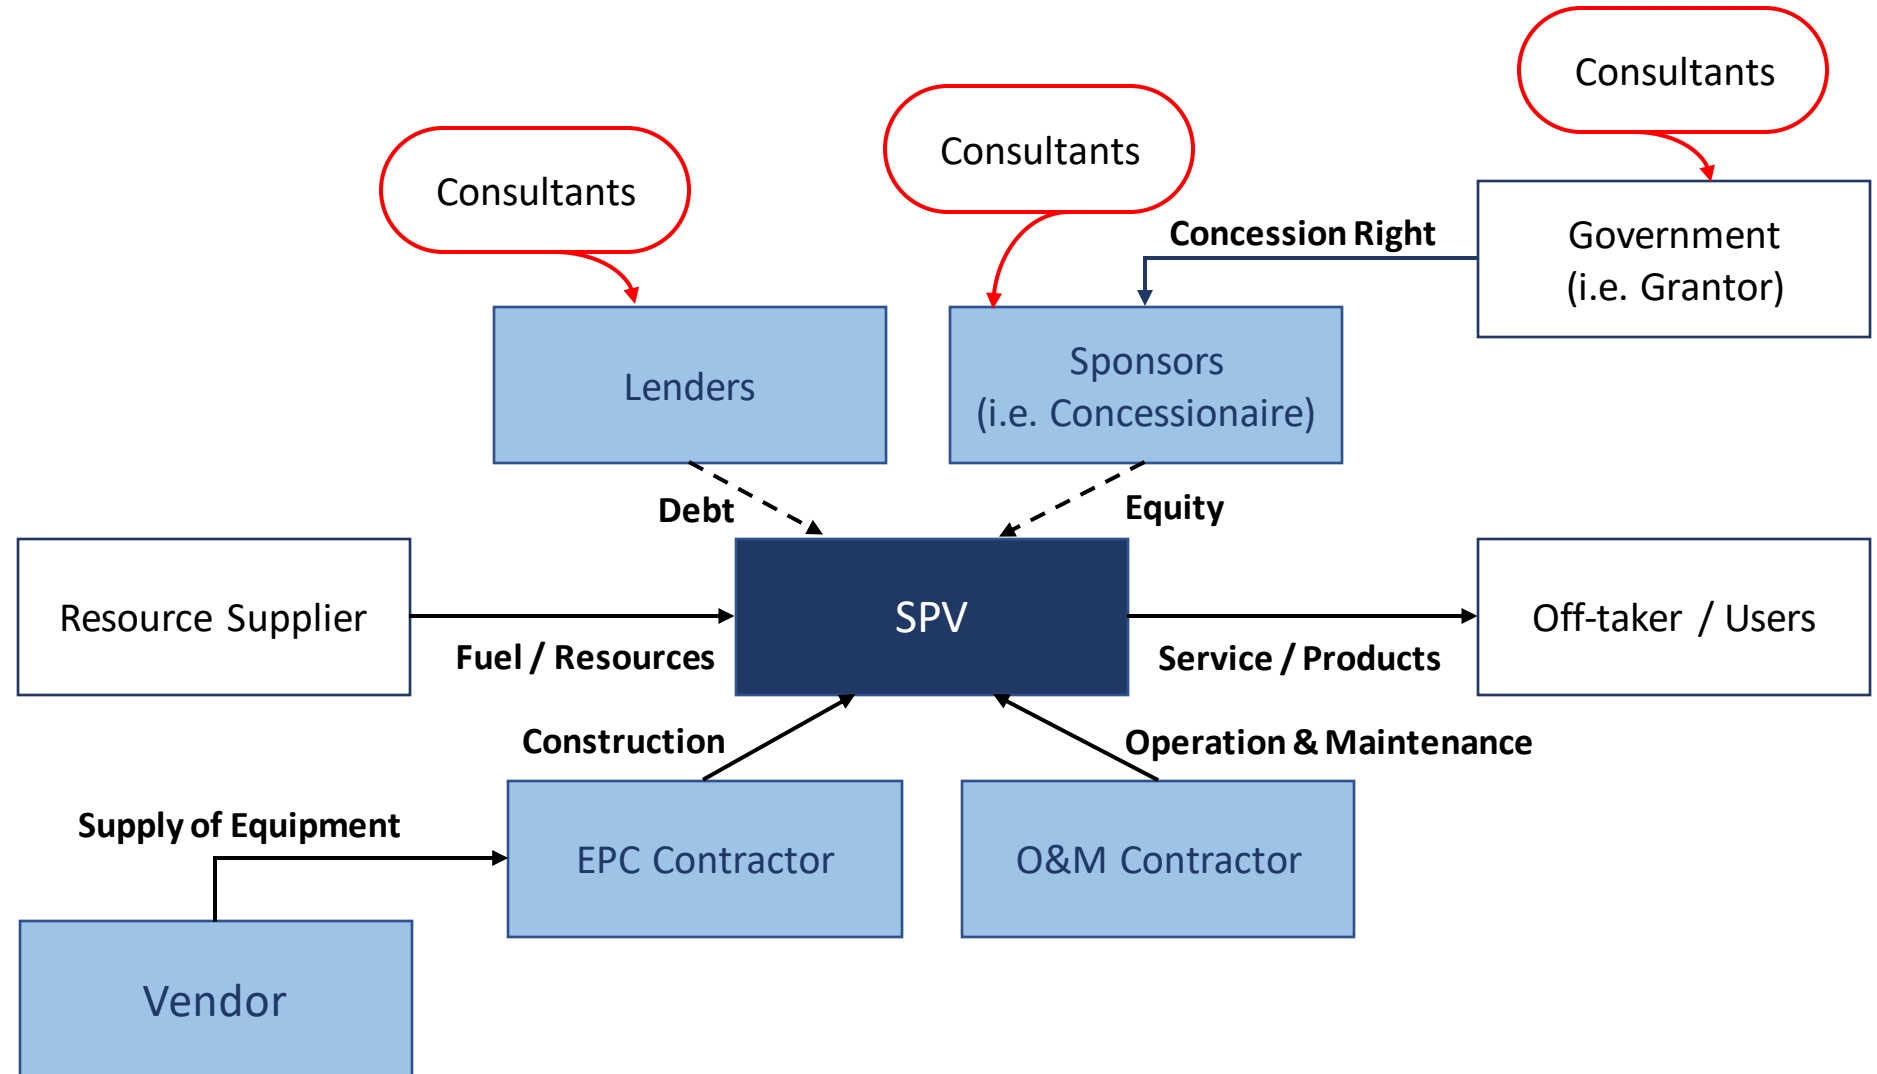 Consultants
Consultants
Consultants
Concession Right
Government
(i.e. Grantor)
Lenders
Sponsors
(i.e. Concessionaire)
Debt
Equity
Resource Supplier
SPV
Off-taker / Users
Fuel / Resources
Service / Products
Construction
Operation & Maintenance
Supply of Equipment
EPC Contractor
O&M Contractor
Vendor